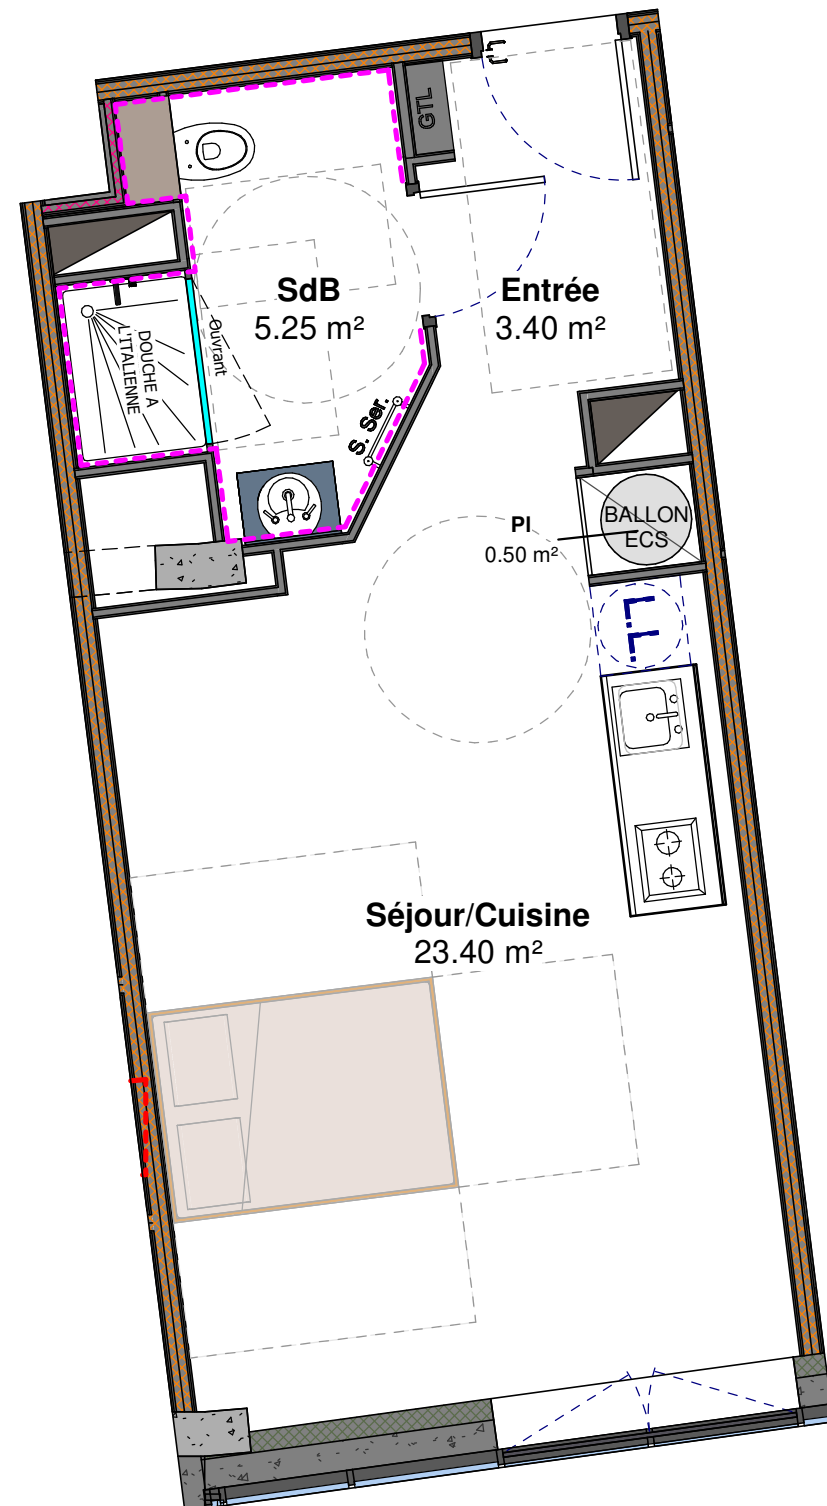 GTL
SdB
5.25 m²
Entrée
3.40 m²
Ouvrant
DOUCHE A
L'ITALIENNE
S. Ser.
Pl
0.50 m²
BALLON
ECS
L.L.
Séjour/Cuisine
23.40 m²